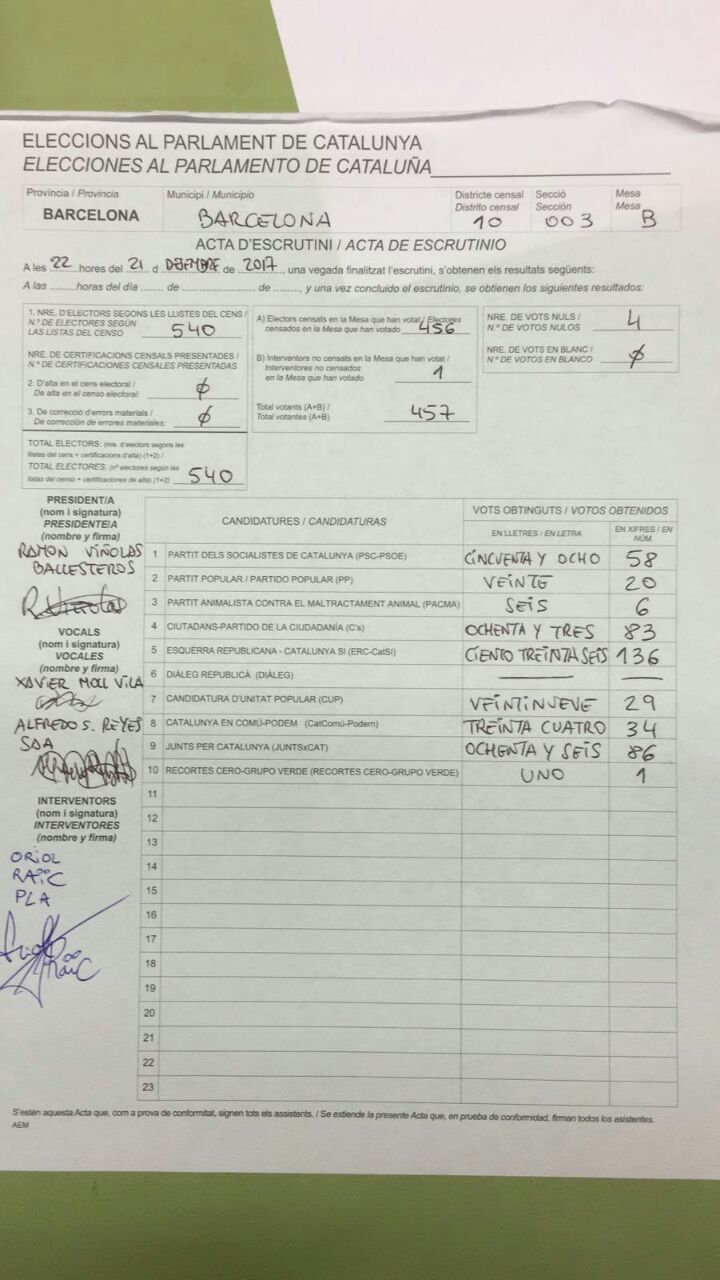 ELECCIONS AL PARLAMENT DE CATALUNYA
ELECCIONES AL PARLAMENTO DE CATALUÑA
Província / Provincia
BARCELONA
Municipi / Municipio
BARCELONA
Districte censal
Distrito censal
10
Secció
Sección
003
Mesa
Mesa
B
ACTA D'ESCRUTINI / ACTA DE ESCRUTINIO
A les 22 hores del 21 d DESEMBRE de 2017, una vegada finalitzat l'escrutini, s'obtenen els resultats següents:
A las .........horas del día ...... de ............... de ........., y una vez concluido el escrutinio, se obtienen los siguientes resultados:
1. NRE. D'ELECTORS SEGONS LES LLISTES DEL CENS /
N.º DE ELECTORES SEGÚN
LAS LISTAS DEL CENSO 540
NRE. DE CERTIFICACIONS CENSALS PRESENTADES /
N.º DE CERTIFICACIONES CENSALES PRESENTADAS
2. D'alta en el cens electoral /
De alta en el censo electoral: ∅
3. De correcció d'errors materials /
De corrección de errores materiales: ∅
TOTAL ELECTORS: (nre. d'electors segons les
llistes del cens + certificacions d'alta) (1+2) /
TOTAL ELECTORES: (nº electores según las
listas del censo + certificaciones de alta) (1+2) 540
A) Electors censats en la Mesa que han votat / Electores
censados en la Mesa que han votado 456
B) Interventors no censats en la Mesa que han votat /
Interventores no censados
en la Mesa que han votado 1
Total votants (A+B) /
Total votantes (A+B) 457
NRE. DE VOTS NULS /
N.º DE VOTOS NULOS 4
NRE. DE VOTS EN BLANC /
N.º DE VOTOS EN BLANCO ∅
PRESIDENT/A
(nom i signatura)
PRESIDENTE/A
(nombre y firma)
RAMON VIÑOLAS
BALLESTEROS
VOCALS
(nom i signatura)
VOCALES
(nombre y firma)
XAVIER MOLL VILA
ALFREDO S. REYES
INTERVENTORS
(nom i signatura)
INTERVENTORES
(nombre y firma)
ORIOL
RAÏC
PLA
CANDIDATURES / CANDIDATURAS
VOTS OBTINGUTS / VOTOS OBTENIDOS
EN LLETRES / EN LETRA
EN XIFRES / EN NÚM.
1 PARTIT DELS SOCIALISTES DE CATALUNYA (PSC-PSOE) CINCUENTA Y OCHO 58
2 PARTIT POPULAR / PARTIDO POPULAR (PP) VEINTE 20
3 PARTIT ANIMALISTA CONTRA EL MALTRACTAMENT ANIMAL (PACMA) SEIS 6
4 CIUTADANS-PARTIDO DE LA CIUDADANÍA (C's) OCHENTA Y TRES 83
5 ESQUERRA REPUBLICANA - CATALUNYA SÍ (ERC-CatSí) CIENTO TREINTASEIS 136
6 DIÀLEG REPUBLICÀ (DIÀLEG)
7 CANDIDATURA D'UNITAT POPULAR (CUP) VEINTINUEVE 29
8 CATALUNYA EN COMÚ-PODEM (CatComú-Podem) TREINTA CUATRO 34
9 JUNTS PER CATALUNYA (JUNTSxCAT) OCHENTA Y SEIS 86
10 RECORTES CERO-GRUPO VERDE (RECORTES CERO-GRUPO VERDE) UNO 1
11
12
13
14
15
16
17
18
19
20
21
22
23
S'estén aquesta Acta que, com a prova de conformitat, signen tots els assistents. / Se extiende la presente Acta que, en prueba de conformidad, firman todos los asistentes.
AEM